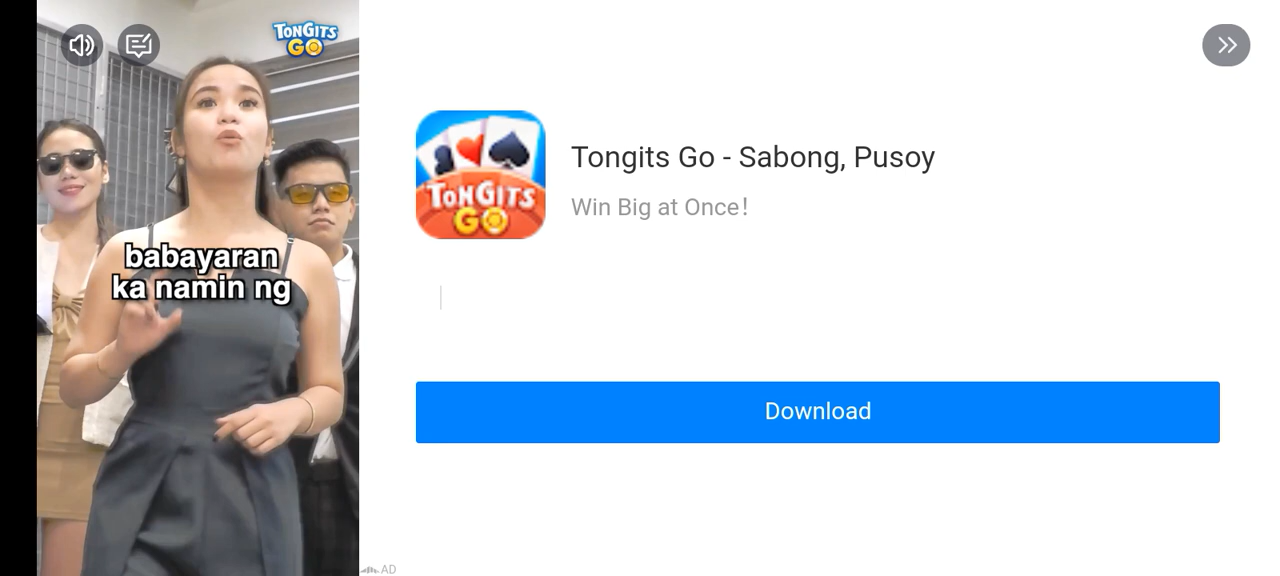 TONGITS
GO
babayaran
ka namin ng
TONGITS
GO
Tongits Go - Sabong, Pusoy
Win Big at Once!
Download
AD